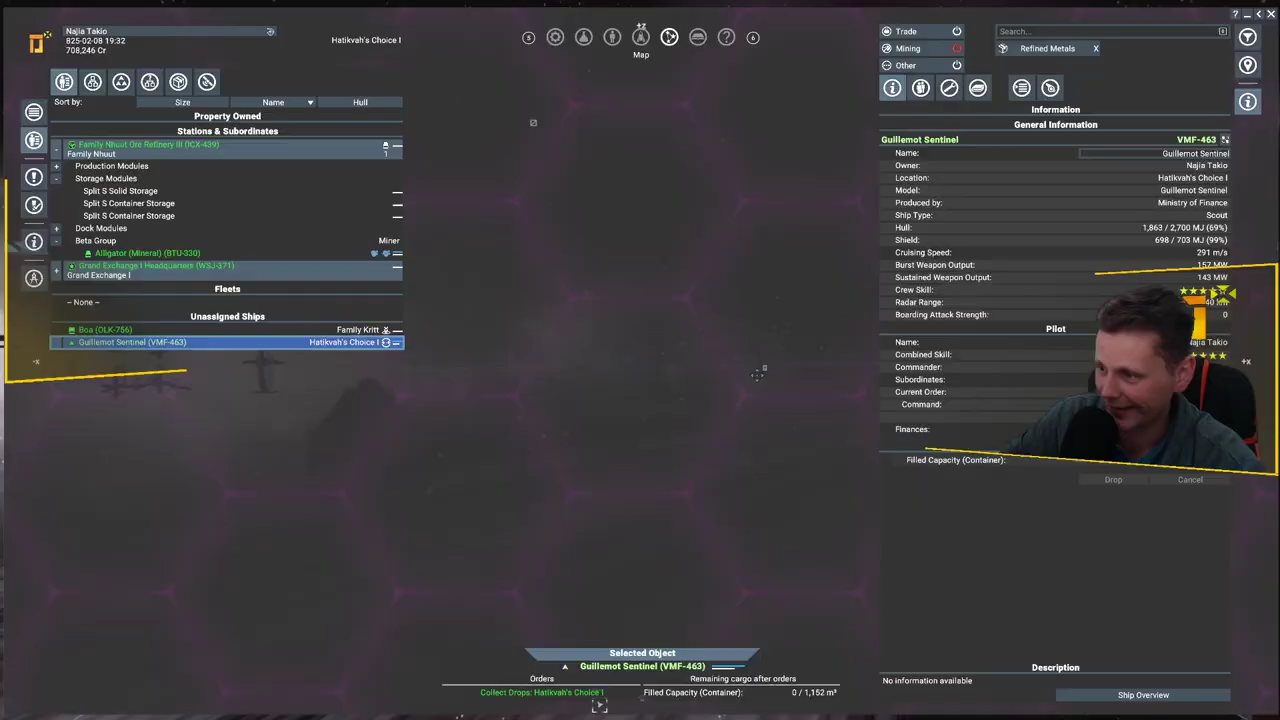 Najia Takio
825-02-08 19:32
708,246 Cr
Hatikvah's Choice I
5
6
Map
Sort by:
Size
Name
Hull
Property Owned
Stations & Subordinates
Family Nhuut Ore Refinery III (ICX-439)
Family Nhuut
1
Production Modules
Storage Modules
Split S Solid Storage
Split S Container Storage
Split S Container Storage
Dock Modules
Beta Group
Miner
Alligator (Mineral) (BTU-330)
Grand Exchange I Headquarters (WSJ-371)
Grand Exchange I
Fleets
-- None --
Unassigned Ships
Boa (OLK-756)
Family Kritt
Guillemot Sentinel (VMF-463)
Hatikvah's Choice I
-x
+x
Trade
Mining
Other
Search...
Refined Metals
X
Information
General Information
Guillemot Sentinel
VMF-463
Name:
Guillemot Sentinel
Owner:
Najia Takio
Location:
Hatikvah's Choice I
Model:
Guillemot Sentinel
Produced by:
Ministry of Finance
Ship Type:
Scout
Hull:
1,863 / 2,700 MJ (69%)
Shield:
698 / 703 MJ (99%)
Cruising Speed:
291 m/s
Burst Weapon Output:
157 MW
Sustained Weapon Output:
143 MW
Crew Skill:
Radar Range:
Boarding Attack Strength:
0
Pilot
Name:
Najia Takio
Combined Skill:
Commander:
Subordinates:
Current Order:
Command:
Finances:
Filled Capacity (Container):
Drop
Cancel
Selected Object
Guillemot Sentinel (VMF-463)
Orders
Remaining cargo after orders
Collect Drops: Hatikvah's Choice I
Filled Capacity (Container):
0 / 1,152 m³
Description
No information available
Ship Overview